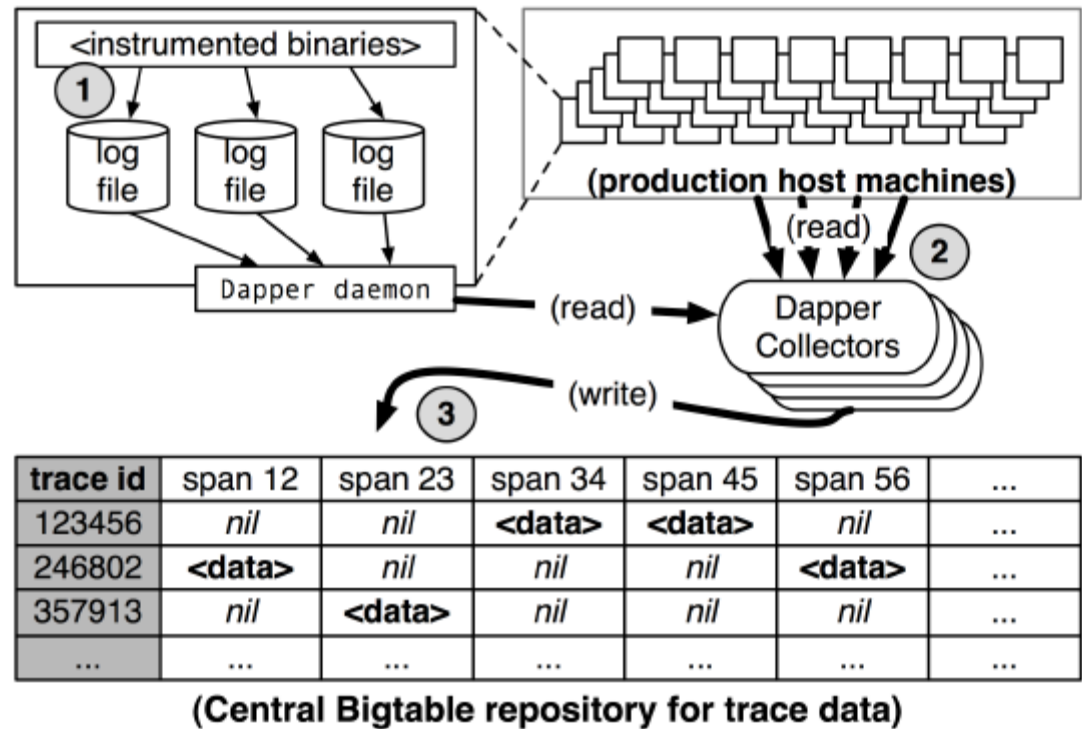 <instrumented binaries>
1
log file
log file
log file
Dapper daemon
(production host machines)
(read)
2
(read)
Dapper Collectors
(write)
3
trace id span 12 span 23 span 34 span 45 span 56 ...
123456 nil nil <data> <data> nil ...
246802 <data> nil nil nil <data> ...
357913 nil <data> nil nil nil ...
... ... ... ... ... ... ...
(Central Bigtable repository for trace data)